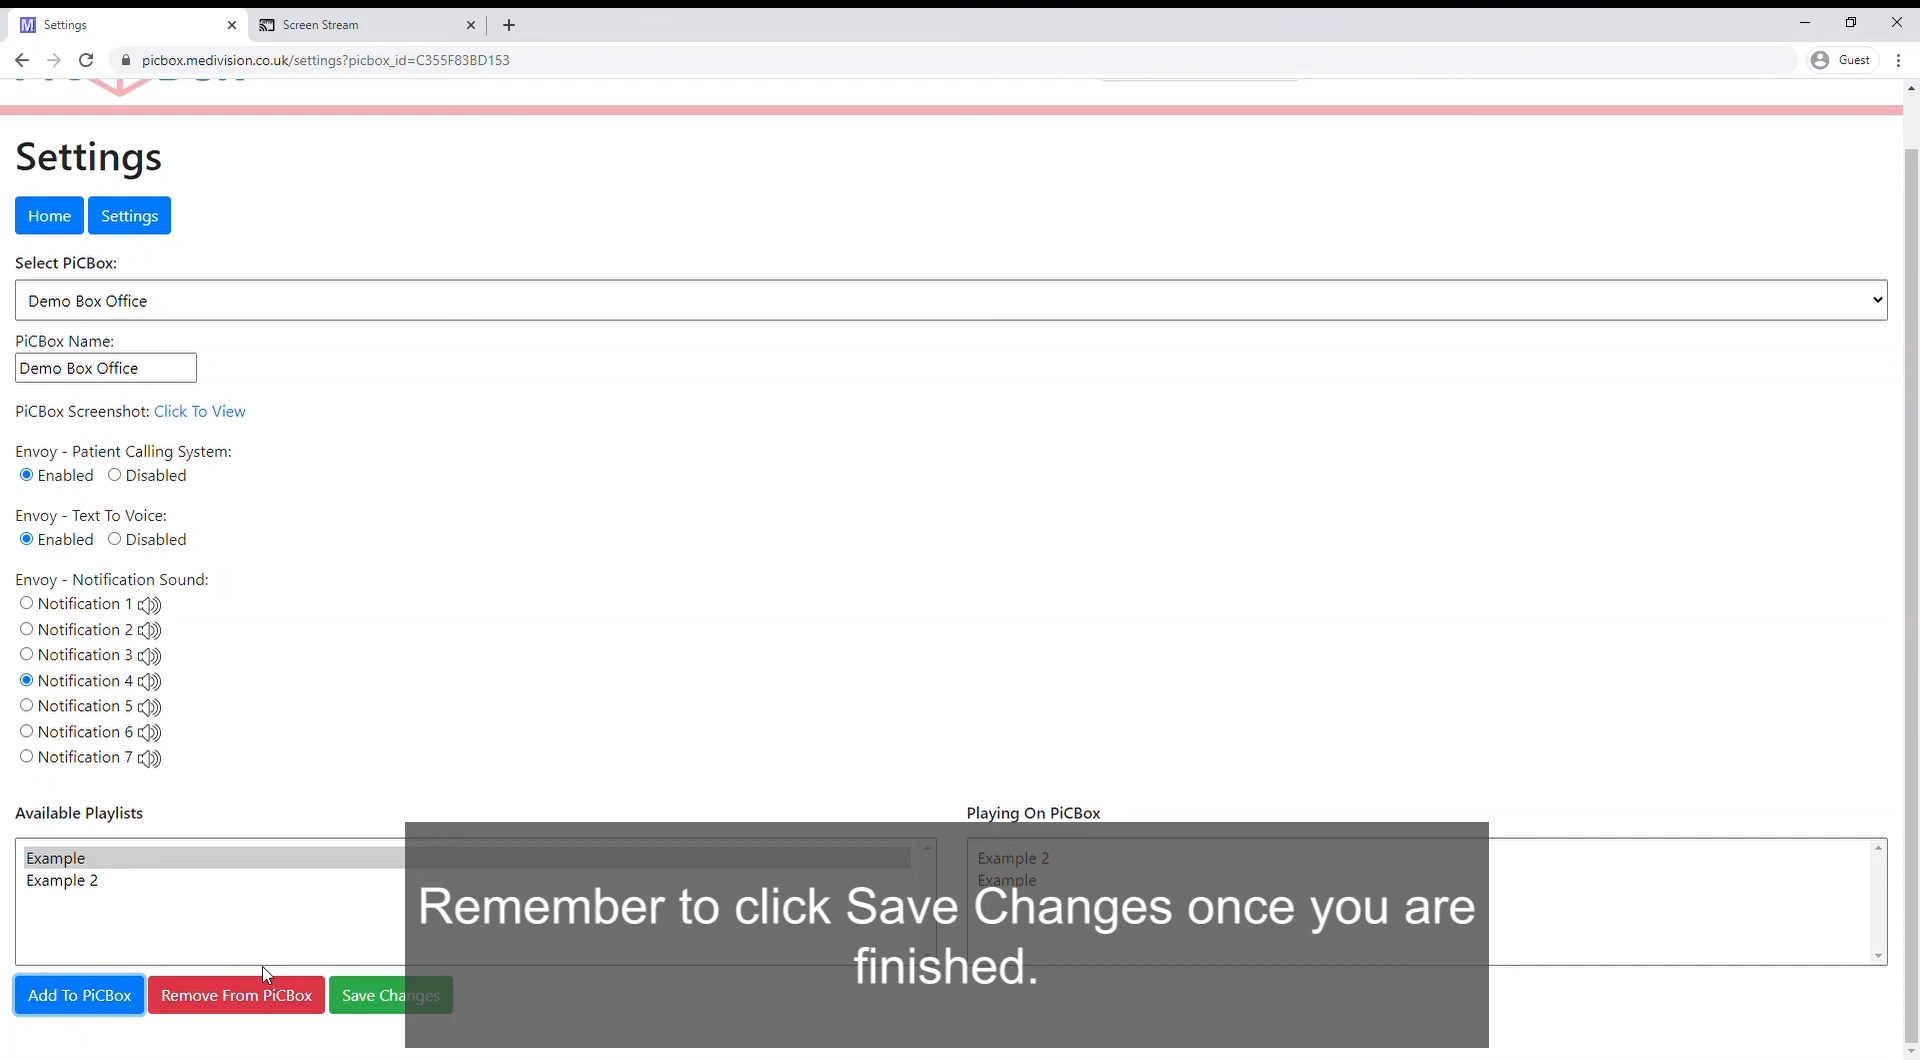 Settings
Screen Stream
picbox.medivision.co.uk/settings?picbox_id=C355F83BD153
Guest
Settings
Home
Settings
Select PiCBox:
Demo Box Office
PiCBox Name:
Demo Box Office
PiCBox Screenshot: Click To View
Envoy - Patient Calling System:
Enabled Disabled
Envoy - Text To Voice:
Enabled Disabled
Envoy - Notification Sound:
Notification 1
Notification 2
Notification 3
Notification 4
Notification 5
Notification 6
Notification 7
Available Playlists
Example
Example 2
Playing On PiCBox
Example 2
Example
Remember to click Save Changes once you are
finished.
Add To PiCBox
Remove From PiCBox
Save Changes